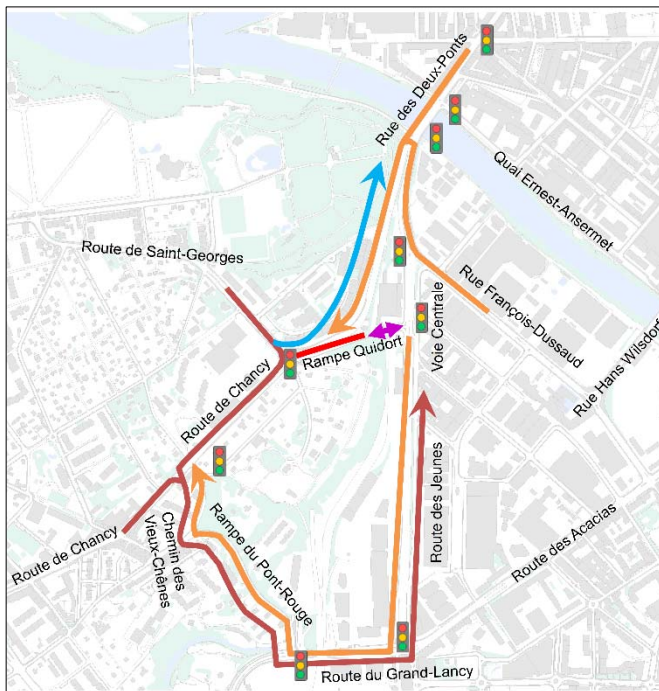 Rue des Deux-Ponts
Quai Ernest-Ansermet
Route de Saint-Georges
Rue François-Dussaud
Voie Centrale
Rue Hans Wilsdorf
Rampe Quidort
Route de Chancy
Route des Jeunes
Rampe du Pont-Rouge
Route des Acacias
Route de Chancy
Chemin des
Vieux-Chênes
Route du Grand-Lancy